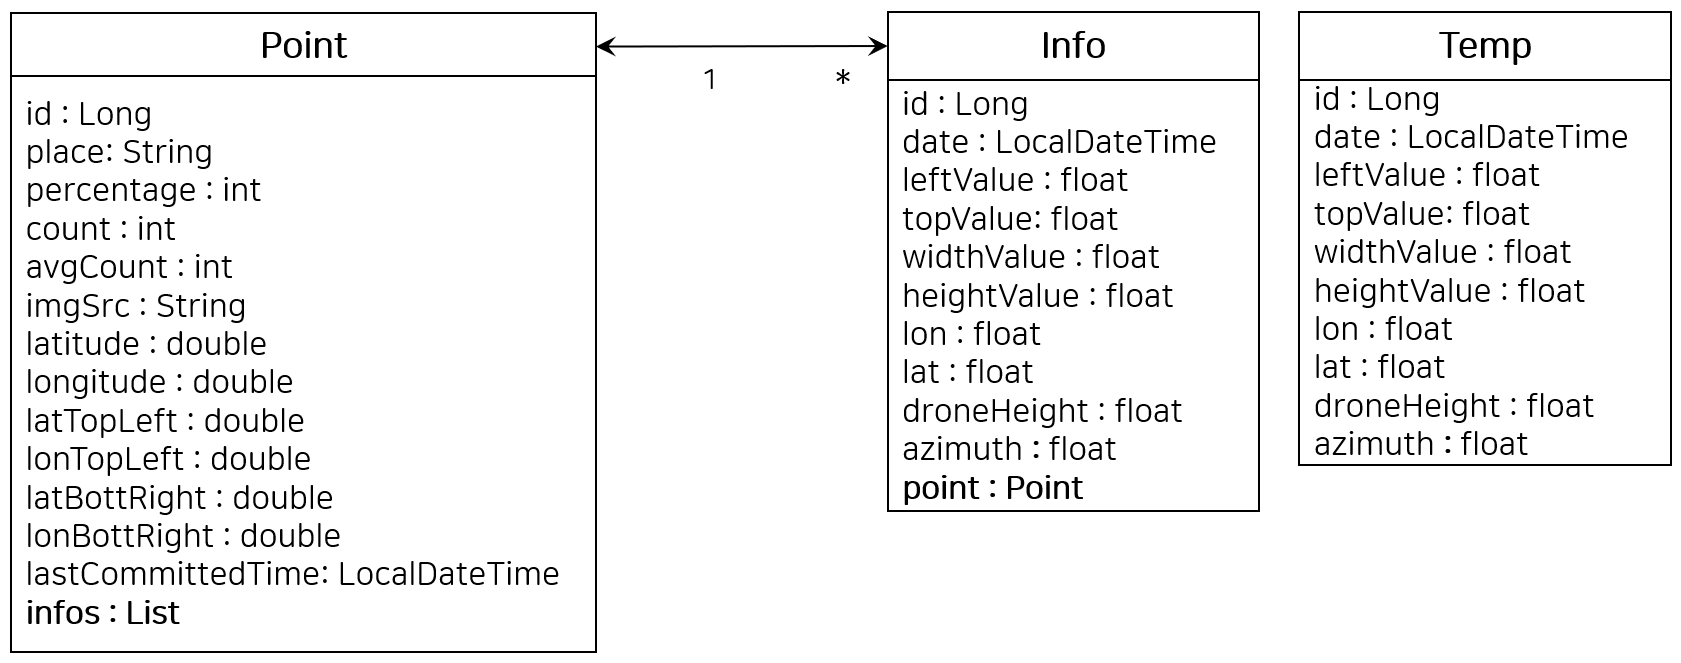 Point
id : Long
place: String
percentage : int
count : int
avgCount : int
imgSrc : String
latitude : double
longitude : double
latTopLeft : double
lonTopLeft : double
latBottRight : double
lonBottRight : double
lastCommittedTime: LocalDateTime
infos : List
1
*
Info
id : Long
date : LocalDateTime
leftValue : float
topValue: float
widthValue : float
heightValue : float
lon : float
lat : float
droneHeight : float
azimuth : float
point : Point
Temp
id : Long
date : LocalDateTime
leftValue : float
topValue: float
widthValue : float
heightValue : float
lon : float
lat : float
droneHeight : float
azimuth : float